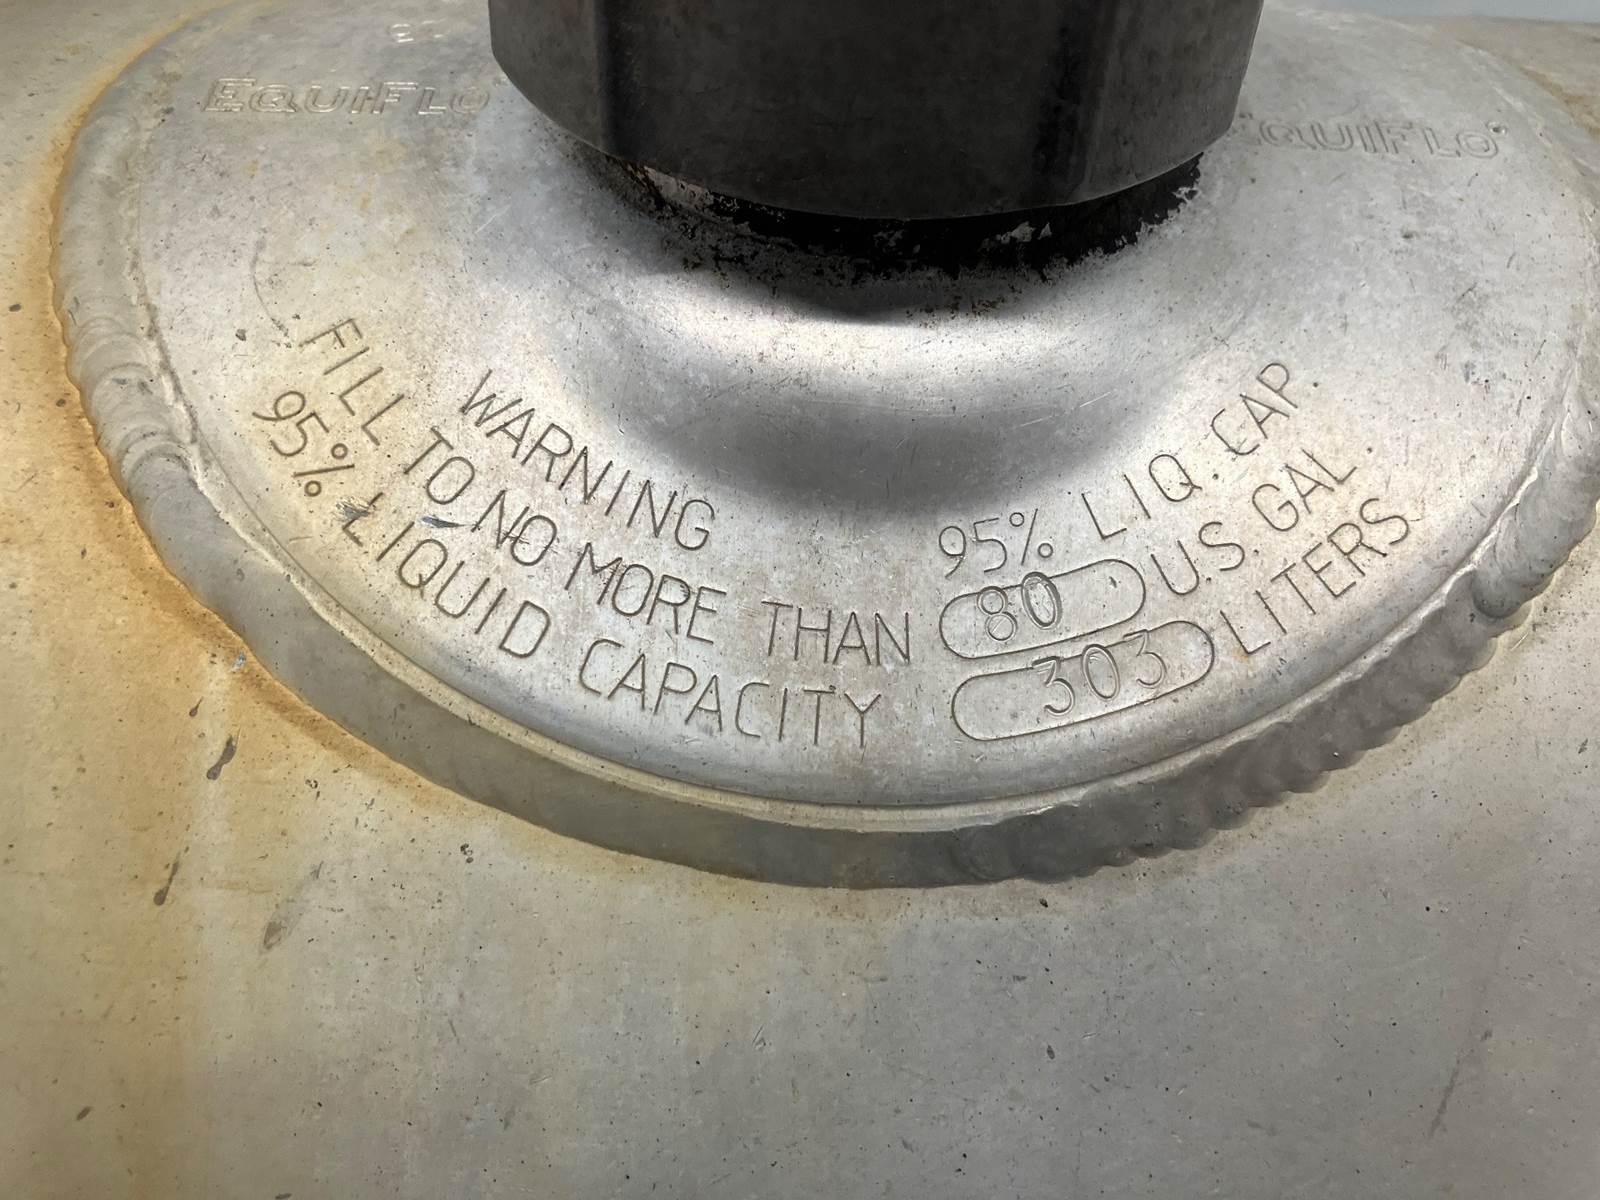 EQUIFLO
EQUIFLO®
WARNING
FILL TO NO MORE THAN
95% LIQUID CAPACITY
95% LIQ. CAP.
80 U.S. GAL.
303 LITERS